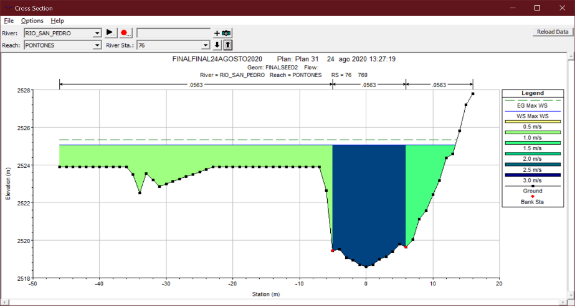 Cross Section
File Options Help
River: RIO_SAN_PEDRO
Reload Data
Reach: PONTONES River Sta.: 76
FINALFINAL24AGOSTO2020 Plan: Plan 31 24 ago 2020 13:27:19
Geom: FINALSEED2 Flow:
River = RIO_SAN_PEDRO Reach = PONTONES RS = 76 760
.0563 .0563 .0563
Legend
EG Max WS
WS Max WS
0.5 m/s
1.0 m/s
1.5 m/s
2.0 m/s
2.5 m/s
3.0 m/s
Ground
Bank Sta
2528
2526
2524
2522
2520
2518
Elevation (m)
-50 -40 -30 -20 -10 0 10 20
Station (m)